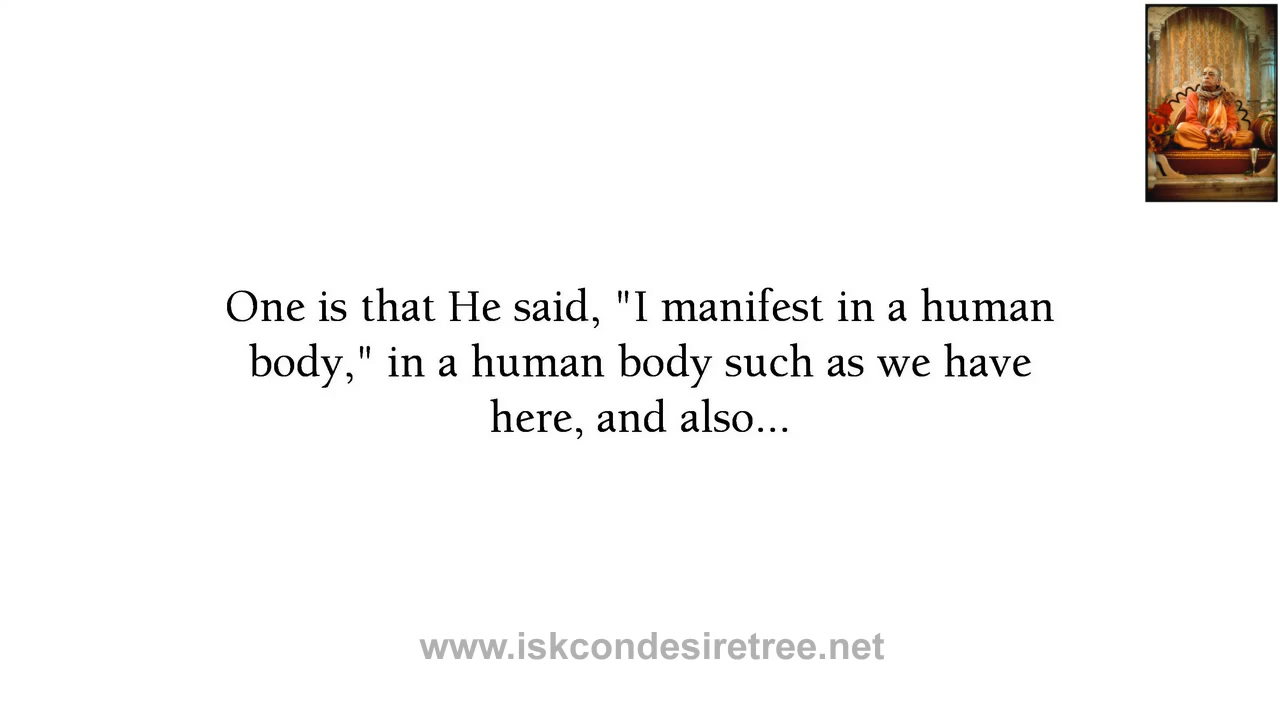 One is that He said, "I manifest in a human
body," in a human body such as we have
here, and also...
www.iskcondesiretree.net